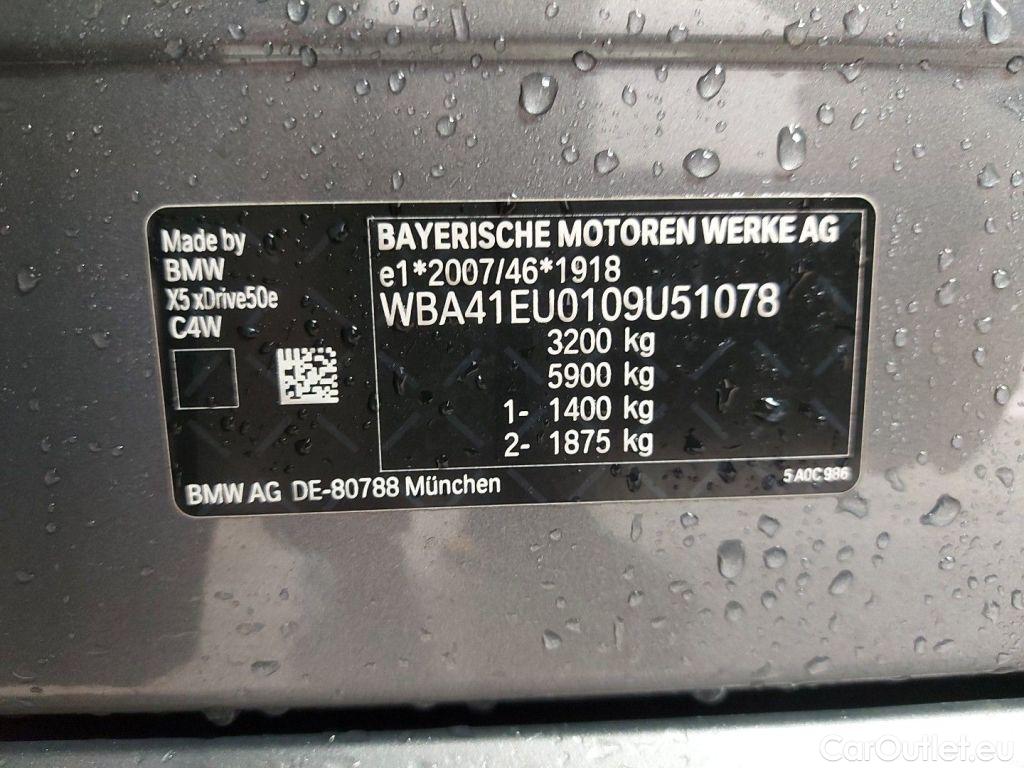 Made by
BMW
X5 xDrive50e
C4W
BAYERISCHE MOTOREN WERKE AG
e1*2007/46*1918
WBA41EU0109U51078
3200 kg
5900 kg
1- 1400 kg
2- 1875 kg
5 A0C 986
BMW AG DE-80788 München
CarOutlet.eu